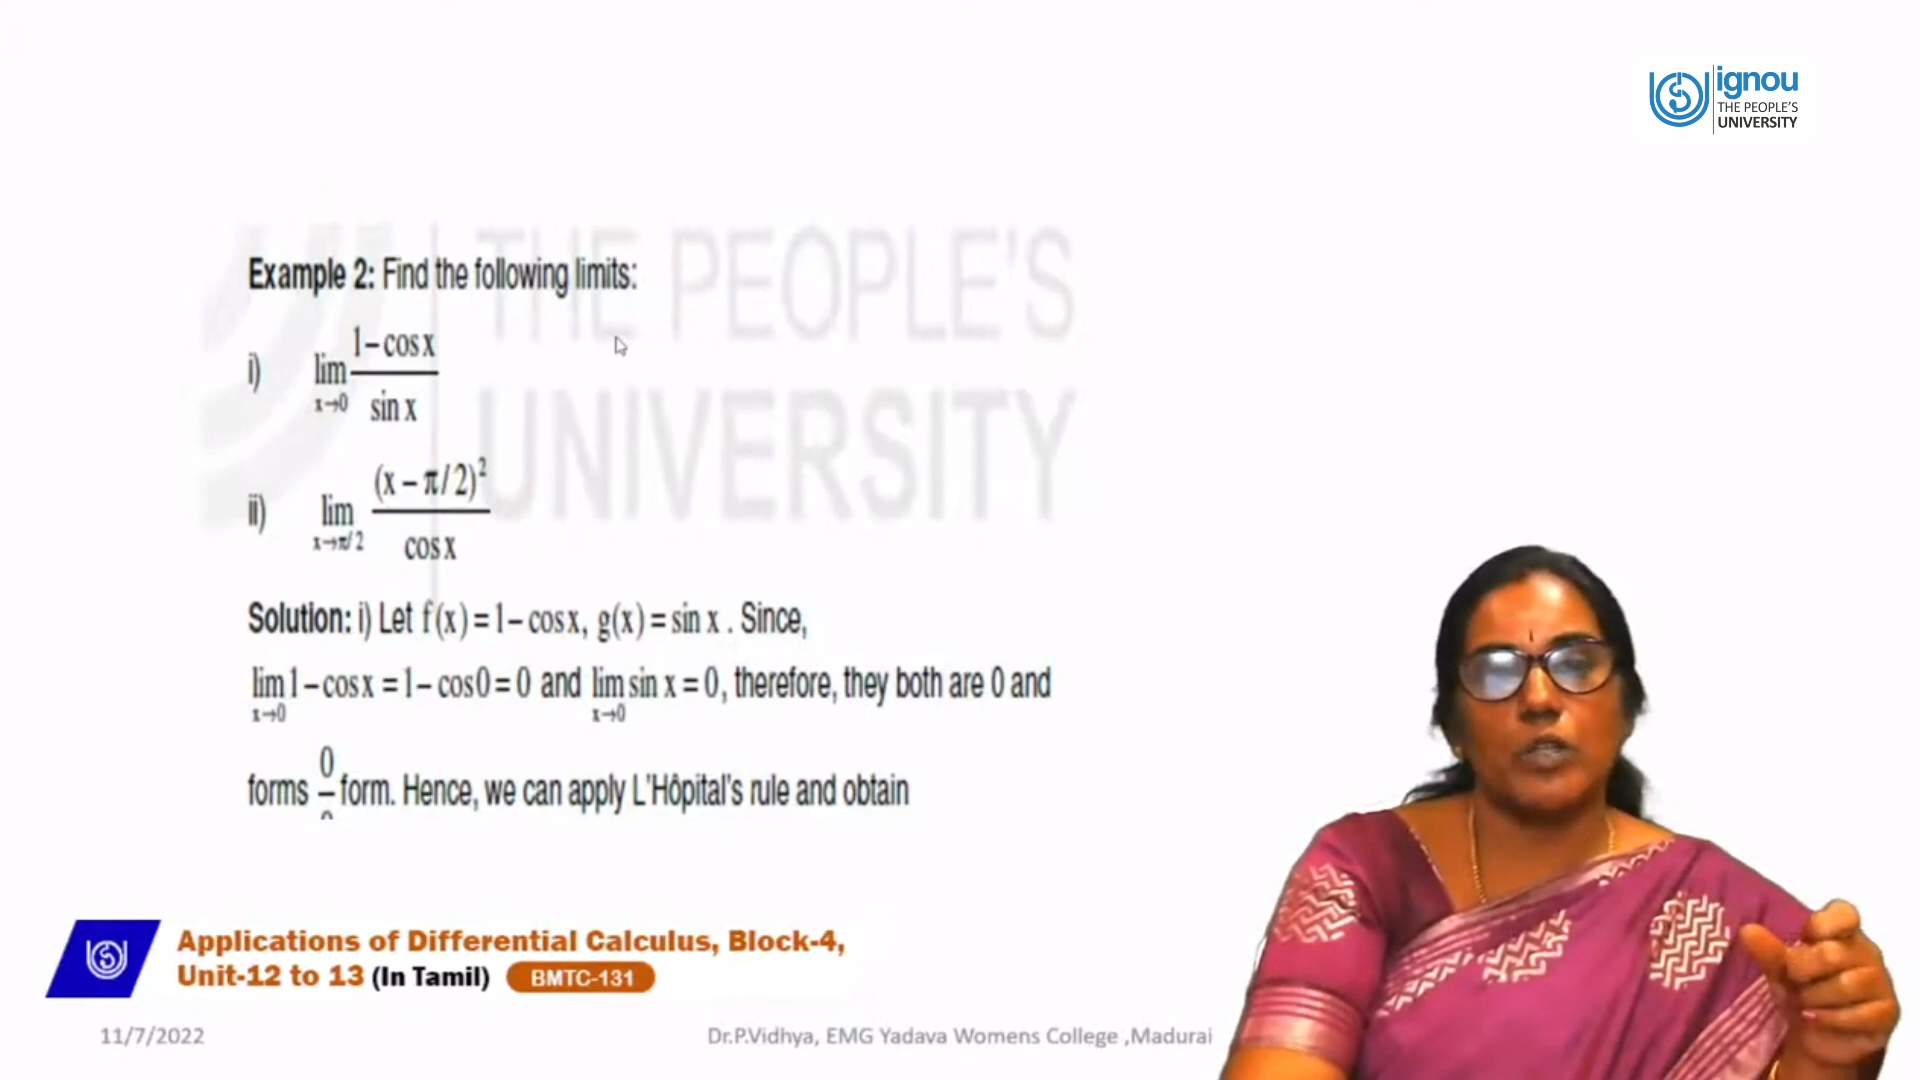 ignou
THE PEOPLE'S
UNIVERSITY
THE PEOPLE'S
UNIVERSITY
Example 2: Find the following limits:
i) lim x→0 (1–cos x)/(sin x)
ii) lim x→π/2 (x – π/2)²/(cos x)
Solution: i) Let f(x) = 1– cos x, g(x) = sin x . Since,
lim x→0 1– cos x = 1– cos 0 = 0 and lim x→0 sin x = 0, therefore, they both are 0 and
forms 0/0 form. Hence, we can apply L'Hôpital's rule and obtain
Applications of Differential Calculus, Block-4,
Unit-12 to 13 (In Tamil) BMTC-131
11/7/2022 Dr.P.Vidhya, EMG Yadava Womens College ,Madurai